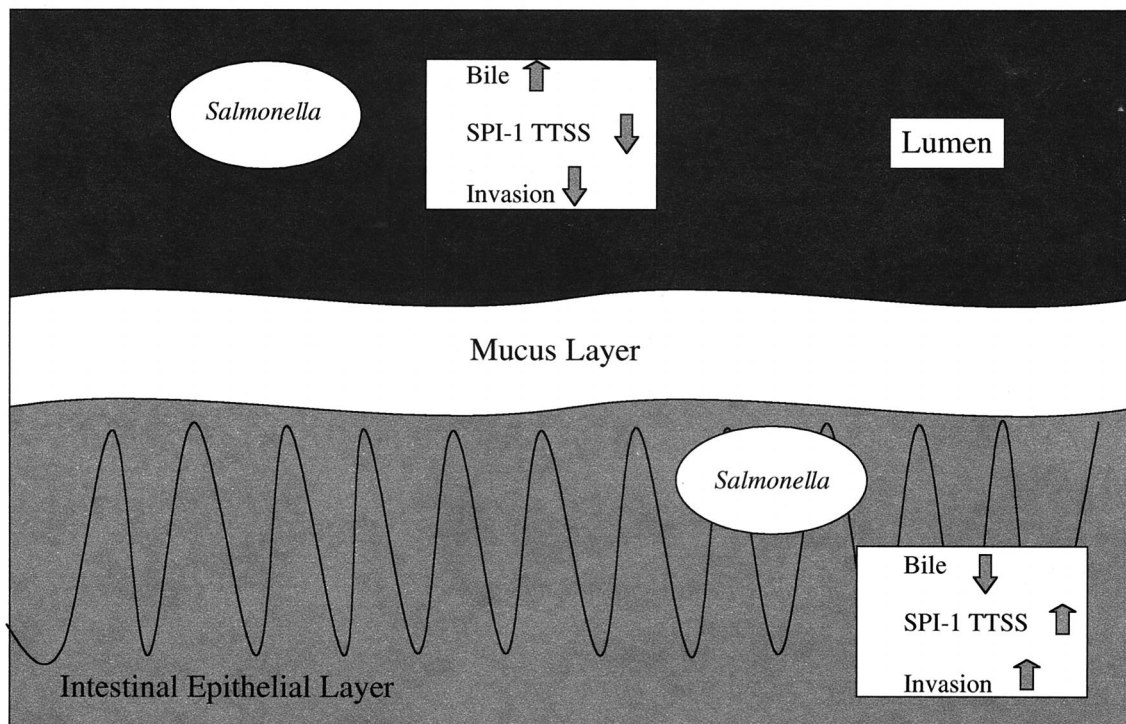 Salmonella
Bile
SPI-1 TTSS
Invasion
Lumen
Mucus Layer
Salmonella
Bile
SPI-1 TTSS
Invasion
Intestinal Epithelial Layer